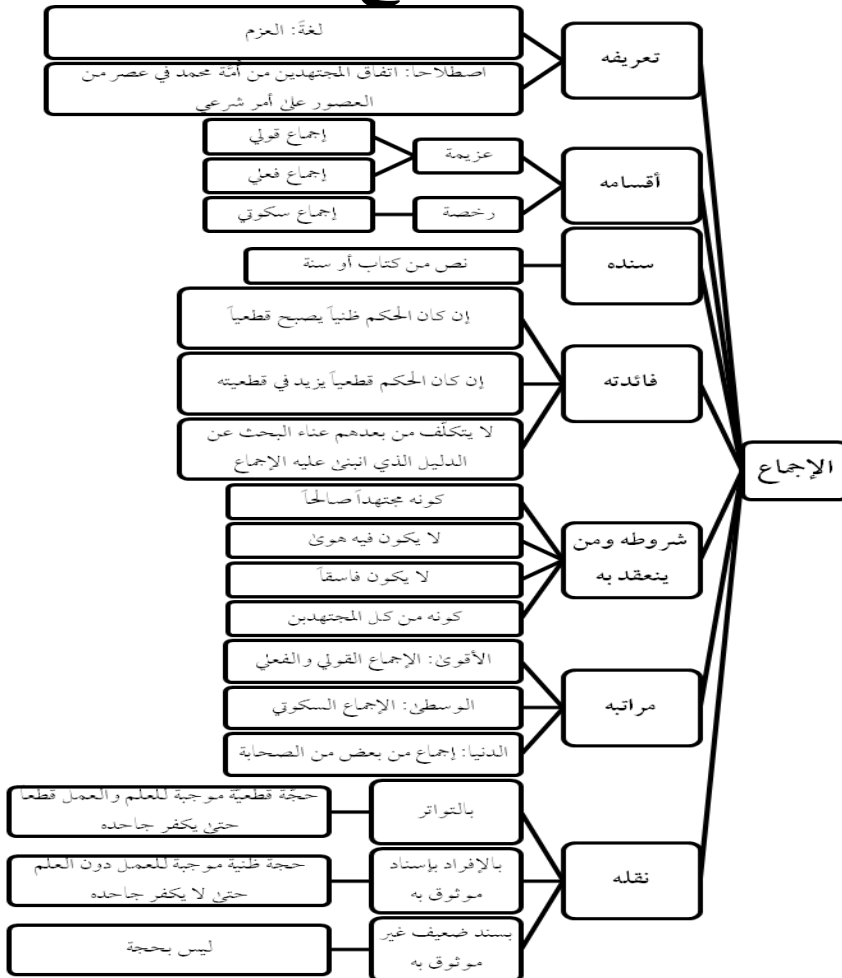 الإجماع
تعريفه
لغةً: العزم
اصطلاحاً: اتفاق المجتهدين من أُمَّة محمد في عصر من
العصور على أمر شرعي
أقسامه
عزيمة
إجماع قولي
إجماع فعلي
رخصة
إجماع سكوتي
سنده
نص من كتاب أو سنة
فائدته
إن كان الحكم ظنياً يصبح قطعياً
إن كان الحكم قطعياً يزيد في قطعيته
لا يتكلّف من بعدهم عناء البحث عن
الدليل الذي انبنى عليه الإجماع
شروطه ومن
ينعقد به
كونه مجتهداً صالحاً
لا يكون فيه هوىً
لا يكون فاسقاً
كونه من كل المجتهدين
مراتبه
الأقوى: الإجماع القولي والفعلي
الوسطى: الإجماع السكوتي
الدنيا: إجماع من بعض من الصحابة
نقله
بالتواتر
حجّة قطعيّة موجبة للعلم والعمل قطعاً
حتى يكفر جاحده
بالإفراد بإسناد
موثوق به
حجة ظنية موجبة للعمل دون العلم
حتى لا يكفر جاحده
بسند ضعيف غير
موثوق به
ليس بحجة